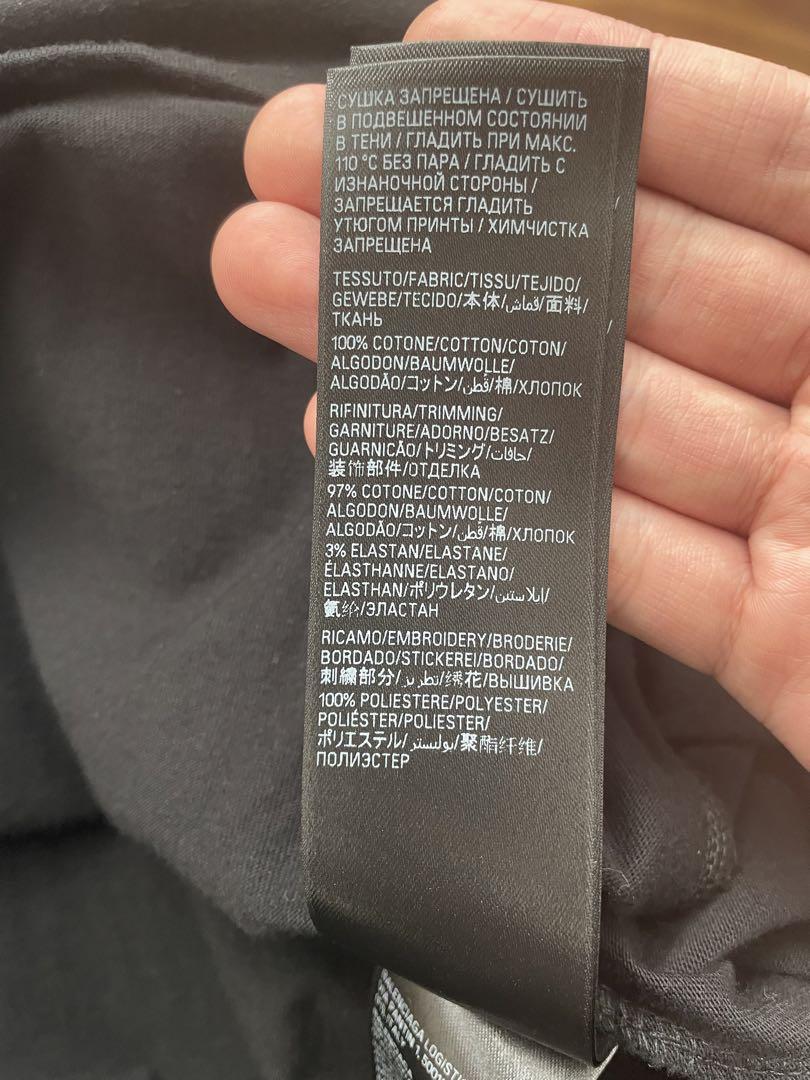 СУШКА ЗАПРЕЩЕНА / СУШИТЬ
В ПОДВЕШЕННОМ СОСТОЯНИИ
В ТЕНИ / ГЛАДИТЬ ПРИ МАКС.
110 °C БЕЗ ПАРА / ГЛАДИТЬ С
ИЗНАНОЧНОЙ СТОРОНЫ /
ЗАПРЕЩАЕТСЯ ГЛАДИТЬ
УТЮГОМ ПРИНТЫ / ХИМЧИСТКА
ЗАПРЕЩЕНА
TESSUTO/FABRIC/TISSU/TEJIDO/
GEWEBE/TECIDO/本体/قماش/面料/
ТКАНЬ
100% COTONE/COTTON/COTON/
ALGODON/BAUMWOLLE/
ALGODÃO/コットン/قطن/棉/ХЛОПОК
RIFINITURA/TRIMMING/
GARNITURE/ADORNO/BESATZ/
GUARNICÃO/トリミング/حافات/
装饰部件/ОТДЕЛКА
97% COTONE/COTTON/COTON/
ALGODON/BAUMWOLLE/
ALGODÃO/コットン/قطن/棉/ХЛОПОК
3% ELASTAN/ELASTANE/
ÉLASTHANNE/ELASTANO/
ELASTHAN/ポリウレタン/إيلاستين/
氨纶/ЭЛАСТАН
RICAMO/EMBROIDERY/BRODERIE/
BORDADO/STICKEREI/BORDADO/
刺繍部分/تطريز/绣花/ВЫШИВКА
100% POLIESTERE/POLYESTER/
POLIÉSTER/POLIESTER/
ポリエステル/بوليستر/聚酯纤维/
ПОЛИЭСТЕР
LOGIST